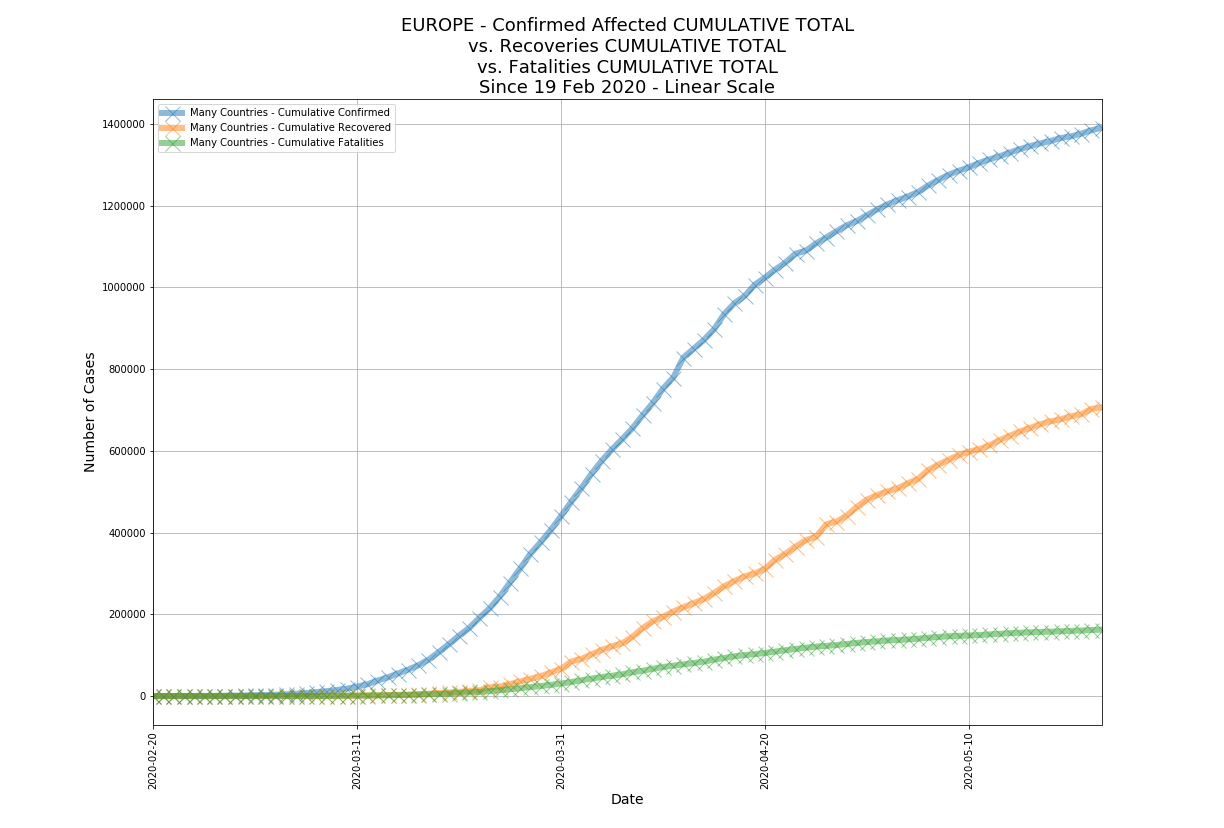 EUROPE - Confirmed Affected CUMULATIVE TOTAL
vs. Recoveries CUMULATIVE TOTAL
vs. Fatalities CUMULATIVE TOTAL
Since 19 Feb 2020 - Linear Scale
Many Countries - Cumulative Confirmed
Many Countries - Cumulative Recovered
Many Countries - Cumulative Fatalities
Number of Cases
1400000
1200000
1000000
800000
600000
400000
200000
0
2020-02-20
2020-03-11
2020-03-31
2020-04-20
2020-05-10
Date